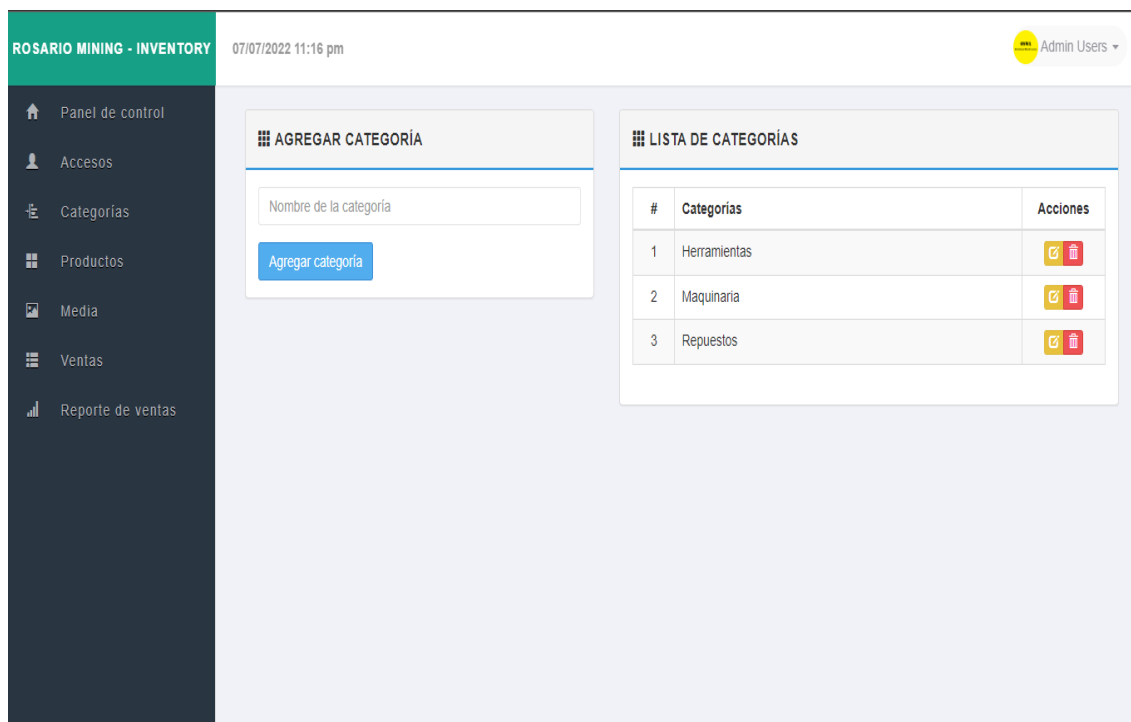 ROSARIO MINING - INVENTORY
07/07/2022 11:16 pm
Admin Users
Panel de control
Accesos
Categorías
Productos
Media
Ventas
Reporte de ventas
AGREGAR CATEGORÍA
Nombre de la categoría
Agregar categoría
LISTA DE CATEGORÍAS
# Categorías Acciones
1 Herramientas
2 Maquinaria
3 Repuestos